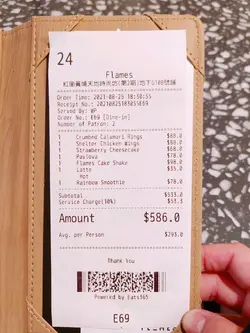 24
Flames
Order Time: 2021-08-25 18:50:55
Receipt No.: 20210825183855E69
Served By: WP
Order No.: E69 [Dine-in]
Number of Patron: 2
1 Crumbed Calamari Rings $88.0
1 Shelter Chicken Wings $88.0
1 Strawberry Cheesecake $68.0
1 Pavlova $78.0
1 Flames Cake Shake $98.0
1 Latte $35.0
Hot
1 Rainbow Smoothie $78.0
Subtotal $533.0
Service Charge(10%) $53.3
Amount $586.0
Avg. per Person $293.0
Thank You
Powered by Eats365
E69